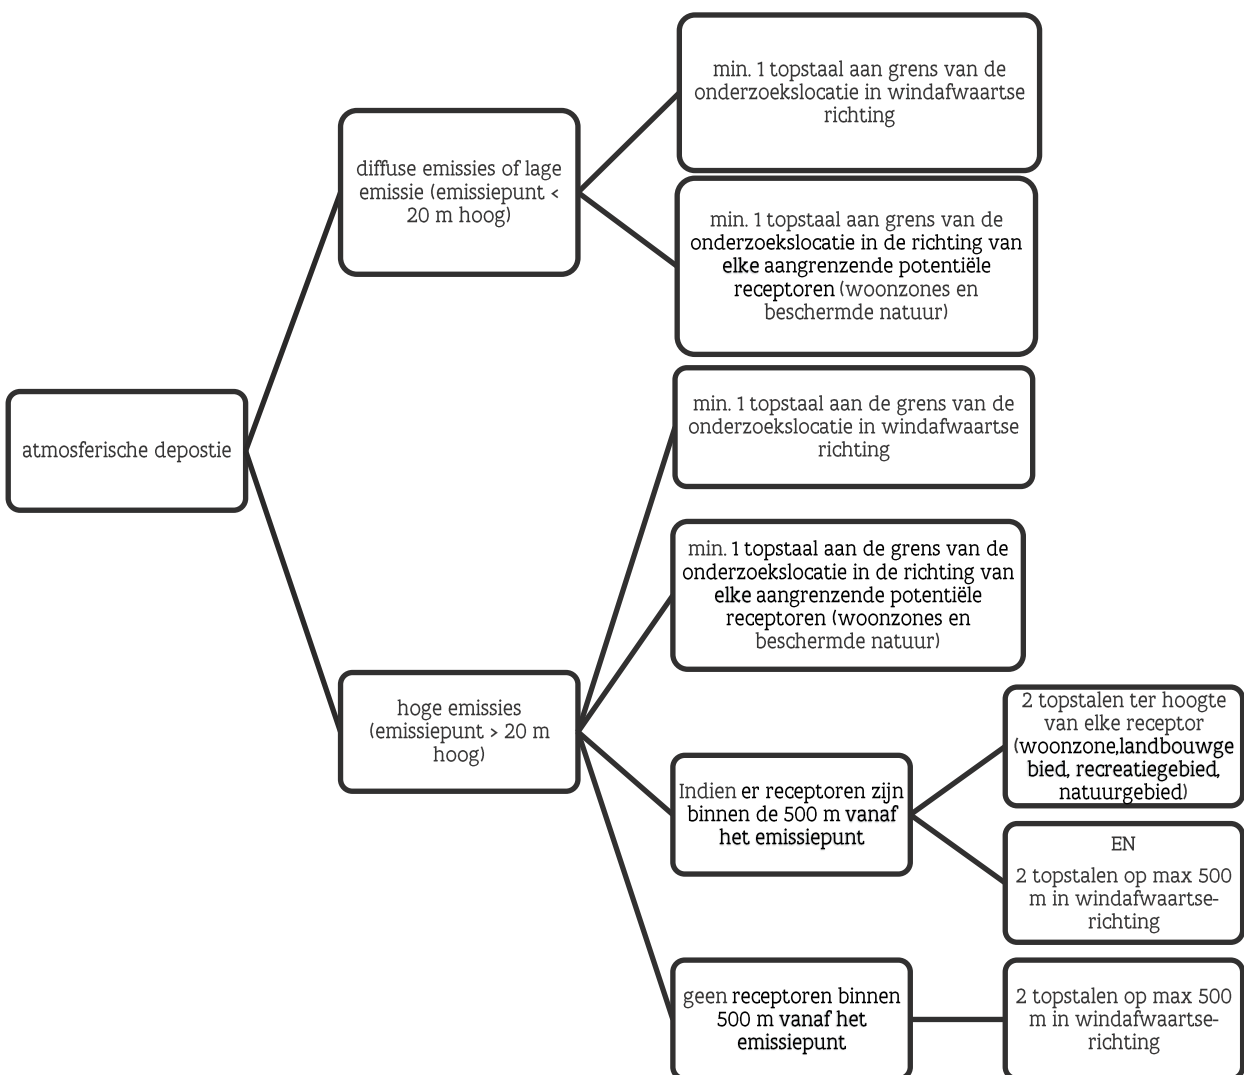 atmosferische depostie
diffuse emissies of lage
emissie (emissiepunt <
20 m hoog)
min. 1 topstaal aan grens van de
onderzoekslocatie in windafwaartse
richting
min. 1 topstaal aan grens van de
onderzoekslocatie in de richting van
elke aangrenzende potentiële
receptoren (woonzones en
beschermde natuur)
hoge emissies
(emissiepunt > 20 m
hoog)
min. 1 topstaal aan de grens van de
onderzoekslocatie in windafwaartse
richting
min. 1 topstaal aan de grens van de
onderzoekslocatie in de richting van
elke aangrenzende potentiële
receptoren (woonzones en
beschermde natuur)
Indien er receptoren zijn
binnen de 500 m vanaf
het emissiepunt
2 topstalen ter hoogte
van elke receptor
(woonzone,landbouwge
bied, recreatiegebied,
natuurgebied)
EN
2 topstalen op max 500
m in windafwaartse-
richting
geen receptoren binnen
500 m vanaf het
emissiepunt
2 topstalen op max 500
m in windafwaartse-
richting